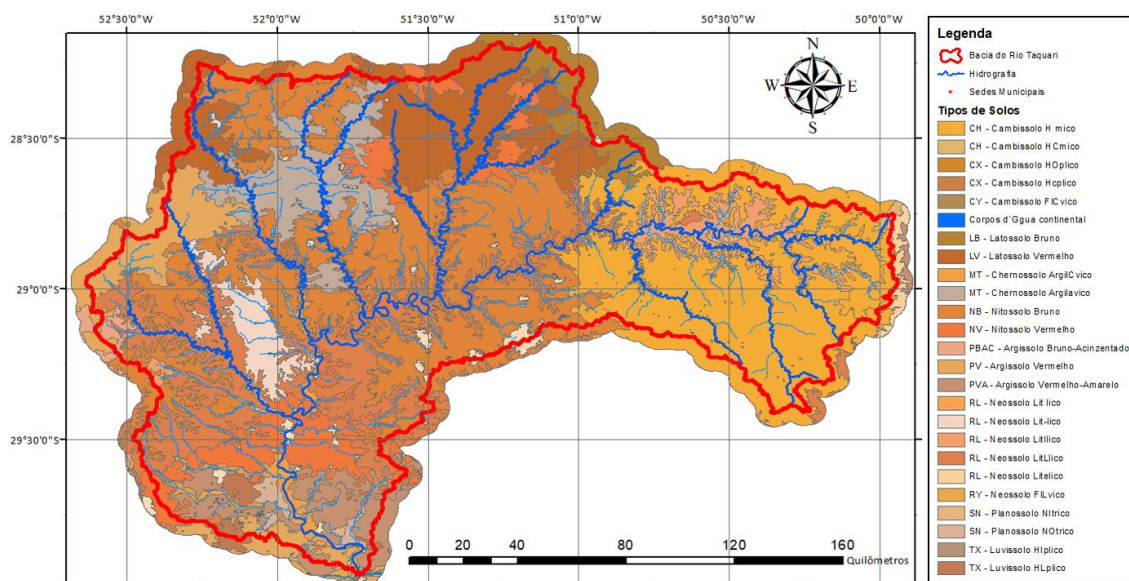 52°30'0"W 52°0'0"W 51°30'0"W 51°0'0"W 50°30'0"W 50°0'0"W
N
W E
S
28°30'0"S
29°0'0"S
29°30'0"S
0 20 40 80 120 160
Quilômetros
Legenda
Bacia do Rio Taquari
Hidrografia
Sedes Municipais
Tipos de Solos
CH - Cambissolo H mico
CH - Cambissolo HCmico
CX - Cambissolo HOplico
CX - Cambissolo Hcplico
CY - Cambissolo FICvico
Corpos d`Ggua continental
LB - Latossolo Bruno
LV - Latossolo Vermelho
MT - Chernossolo ArgilCvico
MT - Chernossolo Argilavico
NB - Nitossolo Bruno
NV - Nitossolo Vermelho
PBAC - Argissolo Bruno-Acinzentado
PV - Argissolo Vermelho
PVA - Argissolo Vermelho-Amarelo
RL - Neossolo Lit lico
RL - Neossolo Lit-lico
RL - Neossolo LitIlico
RL - Neossolo LitLlico
RL - Neossolo Litelico
RY - Neossolo FILvico
SN - Planossolo NItrico
SN - Planossolo NOtrico
TX - Luvissolo HIplico
TX - Luvissolo HLplico